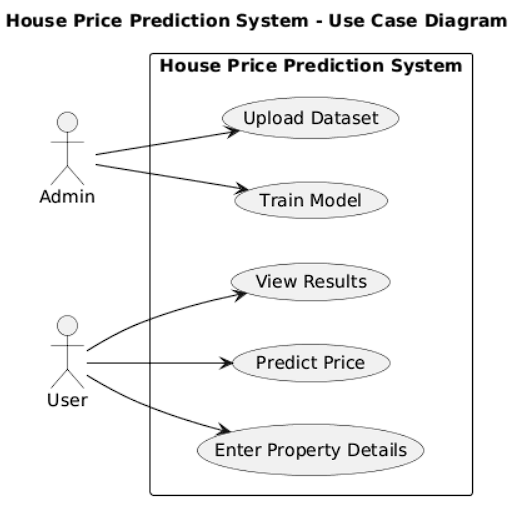 House Price Prediction System - Use Case Diagram
House Price Prediction System
Upload Dataset
Admin
Train Model
View Results
Predict Price
User
Enter Property Details